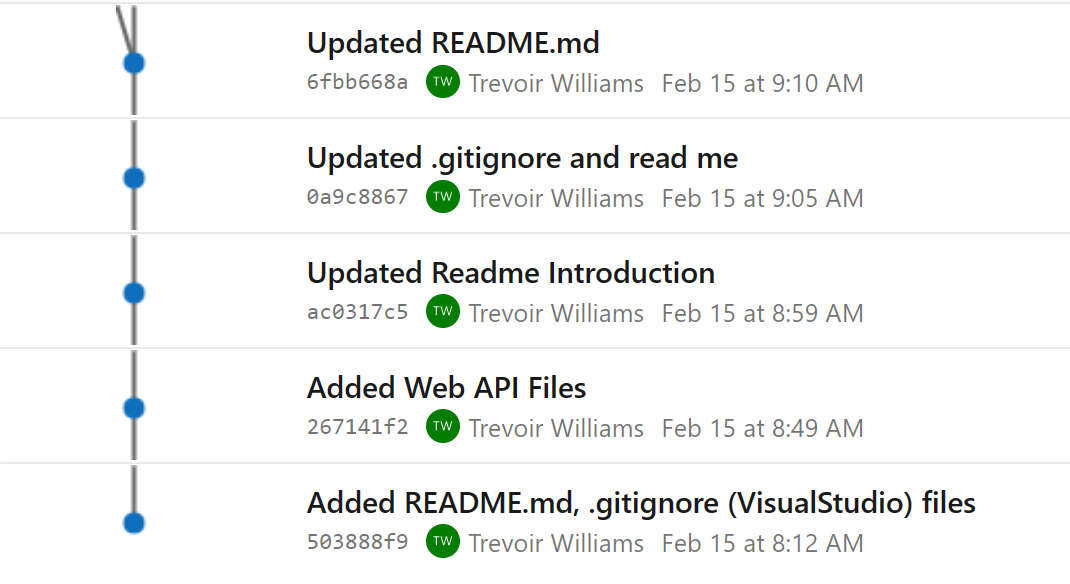 Updated README.md
6fbb668a TW Trevoir Williams Feb 15 at 9:10 AM
Updated .gitignore and read me
0a9c8867 TW Trevoir Williams Feb 15 at 9:05 AM
Updated Readme Introduction
ac0317c5 TW Trevoir Williams Feb 15 at 8:59 AM
Added Web API Files
267141f2 TW Trevoir Williams Feb 15 at 8:49 AM
Added README.md, .gitignore (VisualStudio) files
503888f9 TW Trevoir Williams Feb 15 at 8:12 AM